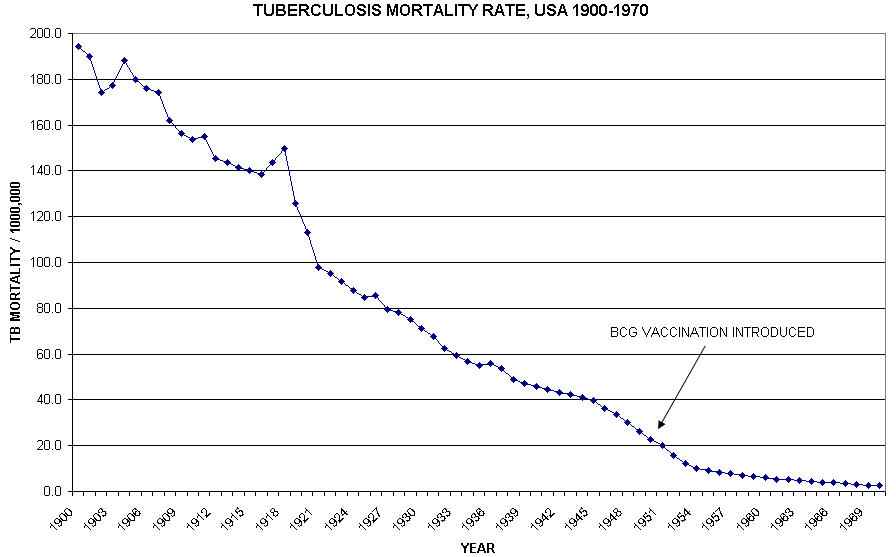 TUBERCULOSIS MORTALITY RATE, USA 1900-1970
200.0
180.0
160.0
140.0
120.0
100.0
80.0
60.0
40.0
20.0
0.0
TB MORTALITY / 1000,000
BCG VACCINATION INTRODUCED
1900 1903 1906 1909 1912 1915 1918 1921 1924 1927 1930 1933 1936 1939 1942 1945 1948 1951 1954 1957 1960 1963 1966 1969
YEAR